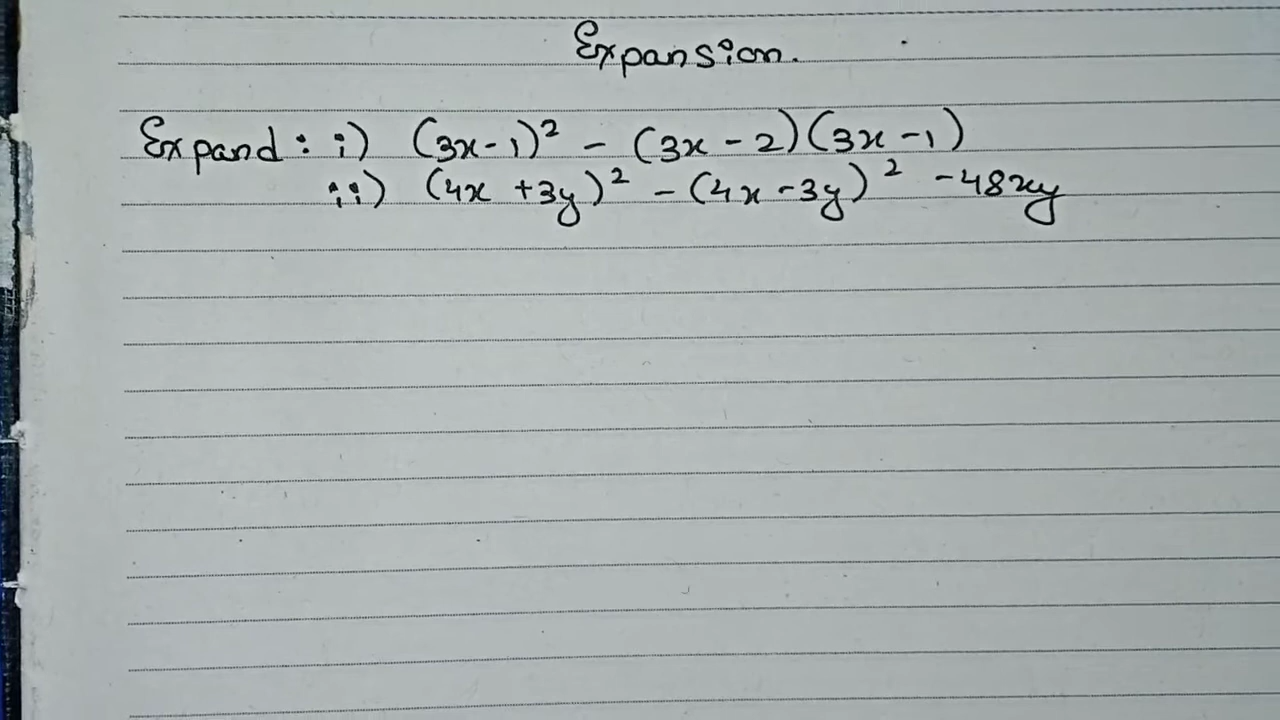 Expansion.
Expand: i) (3x-1)² - (3x-2)(3x-1)
ii) (4x+3y)² - (4x-3y)² -48xy